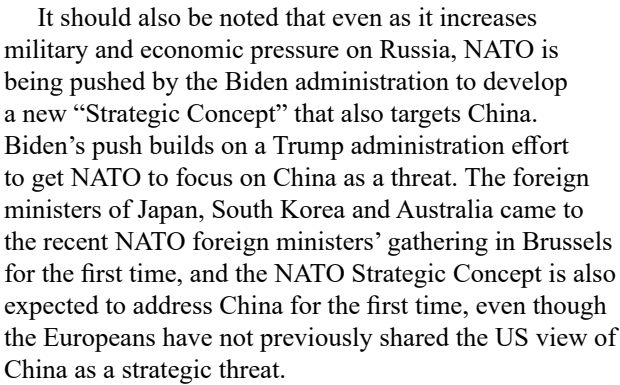 It should also be noted that even as it increases
military and economic pressure on Russia, NATO is
being pushed by the Biden administration to develop
a new “Strategic Concept” that also targets China.
Biden’s push builds on a Trump administration effort
to get NATO to focus on China as a threat. The foreign
ministers of Japan, South Korea and Australia came to
the recent NATO foreign ministers’ gathering in Brussels
for the first time, and the NATO Strategic Concept is also
expected to address China for the first time, even though
the Europeans have not previously shared the US view of
China as a strategic threat.